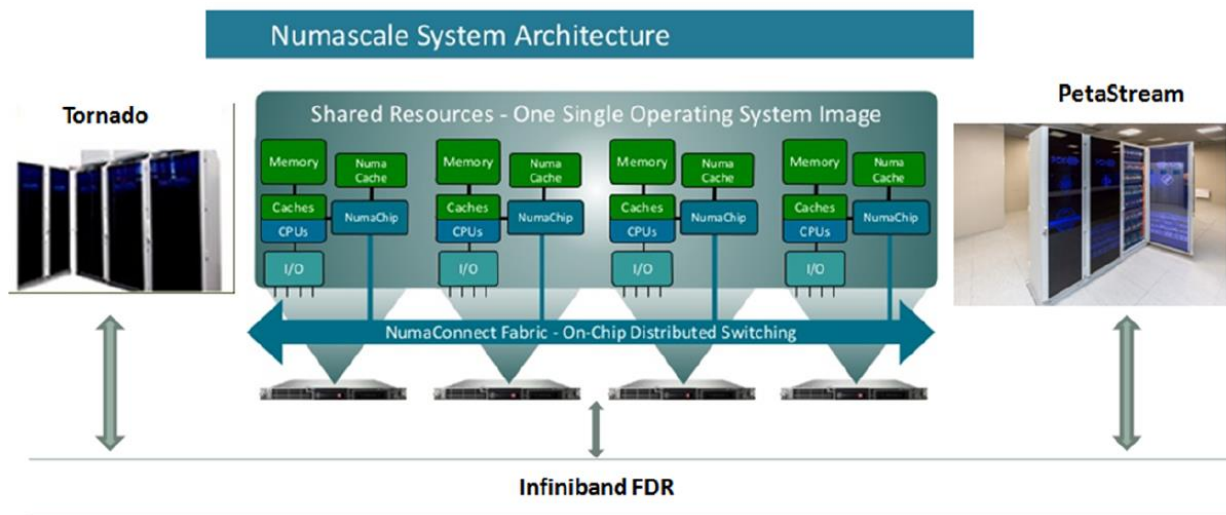 Numascale System Architecture
Tornado
PetaStream
Shared Resources - One Single Operating System Image
Memory
Numa
Cache
Caches
CPUs
NumaChip
I/O
Memory
Numa
Cache
Caches
CPUs
NumaChip
I/O
Memory
Numa
Cache
Caches
CPUs
NumaChip
I/O
Memory
Numa
Cache
Caches
CPUs
NumaChip
I/O
NumaConnect Fabric - On-Chip Distributed Switching
Infiniband FDR